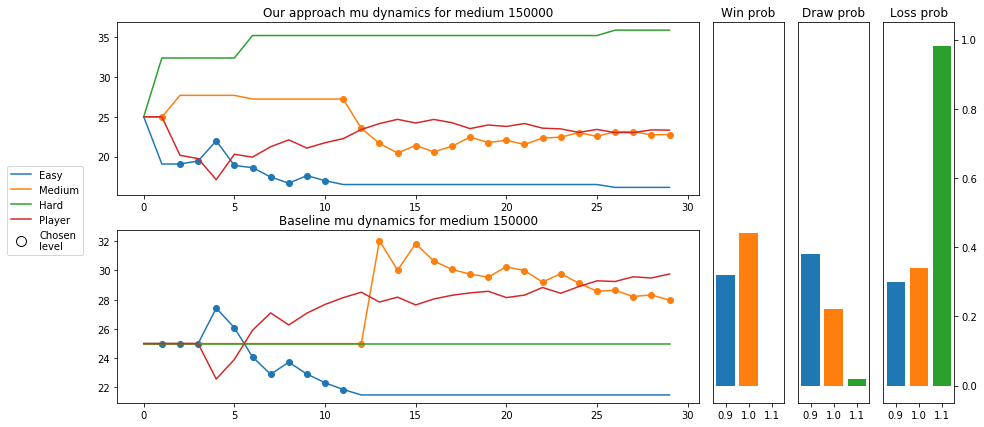 Our approach mu dynamics for medium 150000
Win prob
Draw prob
Loss prob
35
30
25
20
0
5
10
15
20
25
30
Easy
Medium
Hard
Player
Chosen
level
Baseline mu dynamics for medium 150000
32
30
28
26
24
22
0
5
10
15
20
25
30
0.9 1.0 1.1
0.9 1.0 1.1
0.9 1.0 1.1
1.0
0.8
0.6
0.4
0.2
0.0